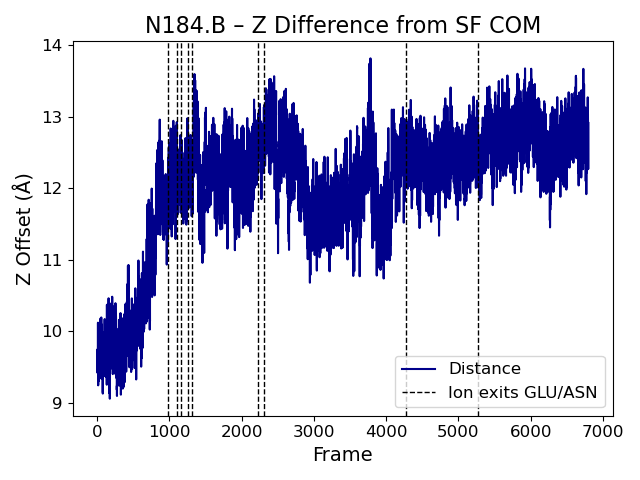 N184.B – Z Difference from SF COM
Z Offset (Å)
14
13
12
11
10
9
0 1000 2000 3000 4000 5000 6000 7000
Frame
Distance
Ion exits GLU/ASN